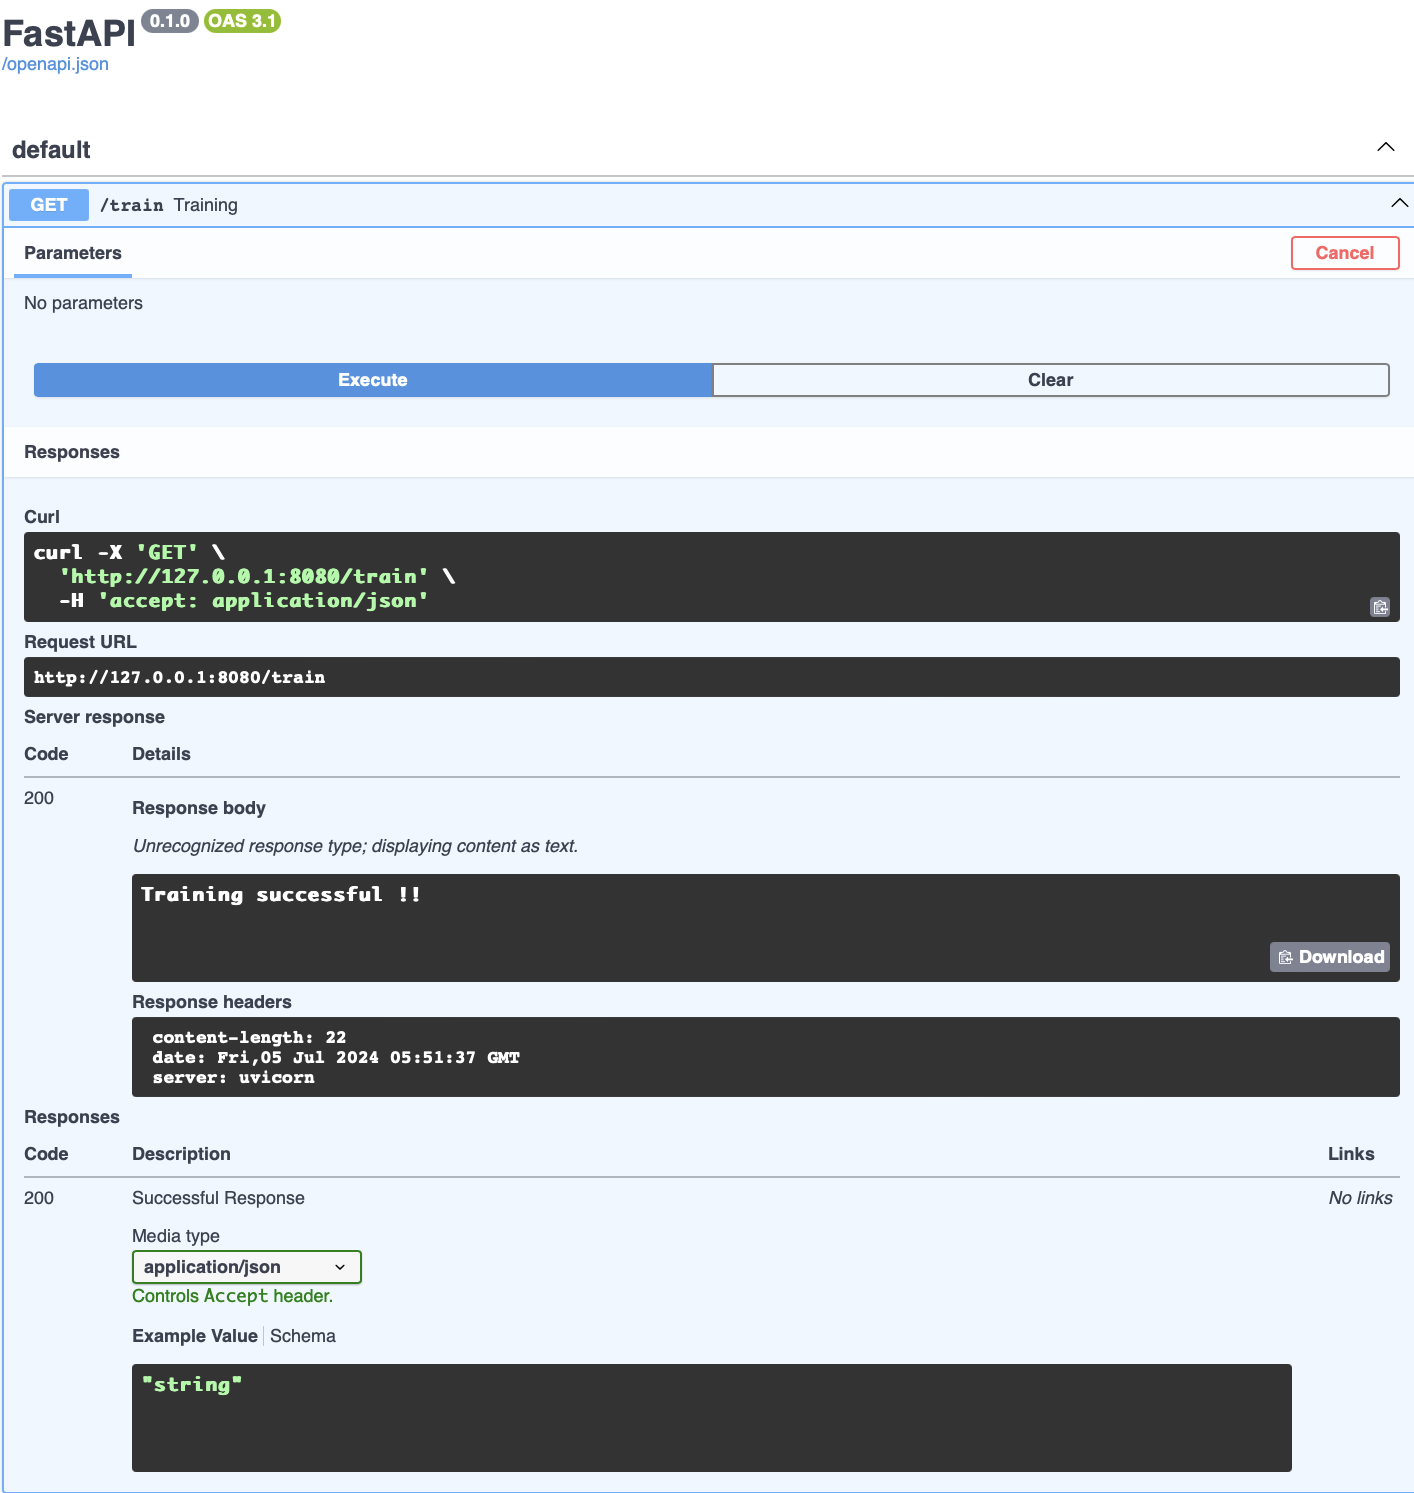 FastAPI 0.1.0 OAS 3.1
/openapi.json
default
GET /train Training
Parameters
Cancel
No parameters
Execute
Clear
Responses
Curl
curl -X 'GET' \
'http://127.0.0.1:8080/train' \
-H 'accept: application/json'
Request URL
http://127.0.0.1:8080/train
Server response
Code Details
200
Response body
Unrecognized response type; displaying content as text.
Training successful !!
Download
Response headers
content-length: 22
date: Fri,05 Jul 2024 05:51:37 GMT
server: uvicorn
Responses
Code Description Links
200 Successful Response No links
Media type
application/json
Controls Accept header.
Example Value Schema
"string"